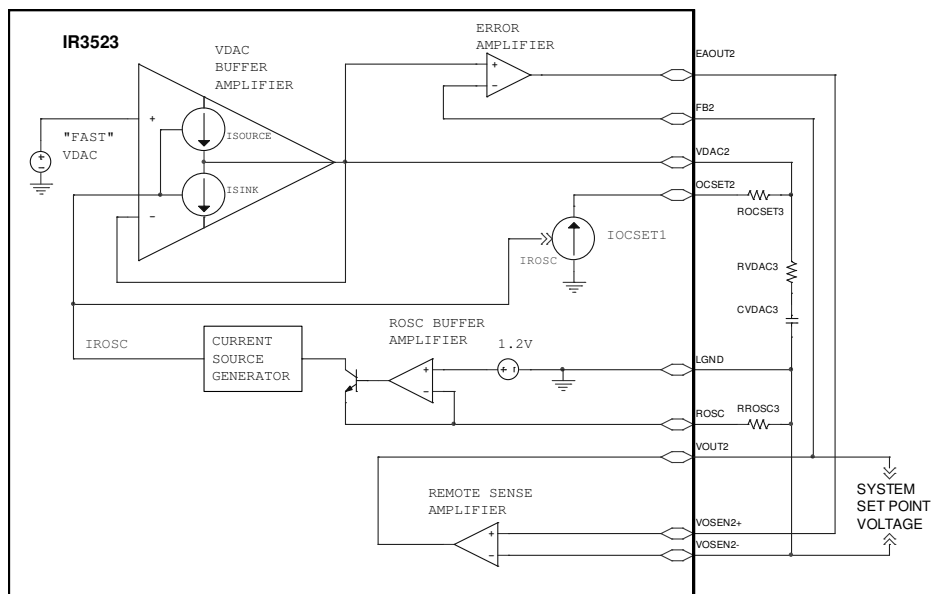 IR3523
VDAC
BUFFER
AMPLIFIER
ERROR
AMPLIFIER
EAOUT2
+
-
FB2
"FAST"
VDAC
+
-
+
ISOURCE
VDAC2
ISINK
-
OCSET2
ROCSET3
IOCSET1
IROSC
RVDAC3
CVDAC3
IROSC
CURRENT
SOURCE
GENERATOR
ROSC BUFFER
AMPLIFIER
1.2V
+
-
LGND
ROSC
RROSC3
VOUT2
REMOTE SENSE
AMPLIFIER
+
-
VOSEN2+
VOSEN2-
SYSTEM
SET POINT
VOLTAGE